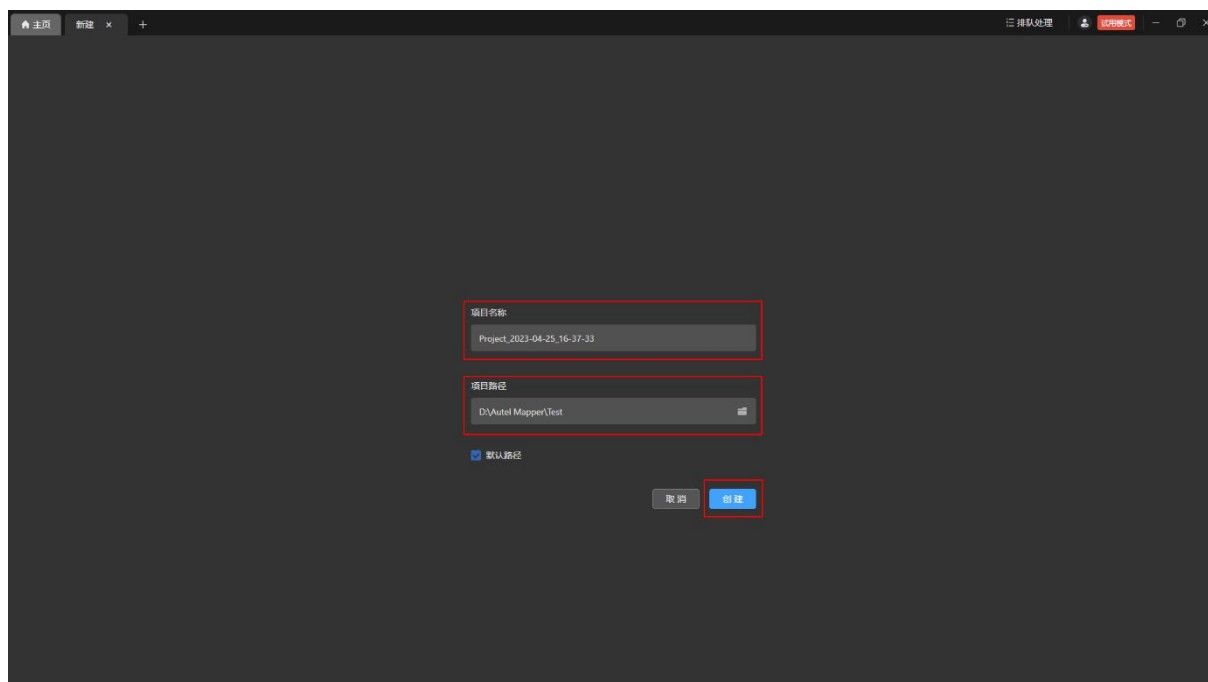 主页 新建 × + 排队处理 试用模式
项目名称
Project_2023-04-25_16-37-33
项目路径
D:\Autel Mapper\Test
默认路径
取消 创建